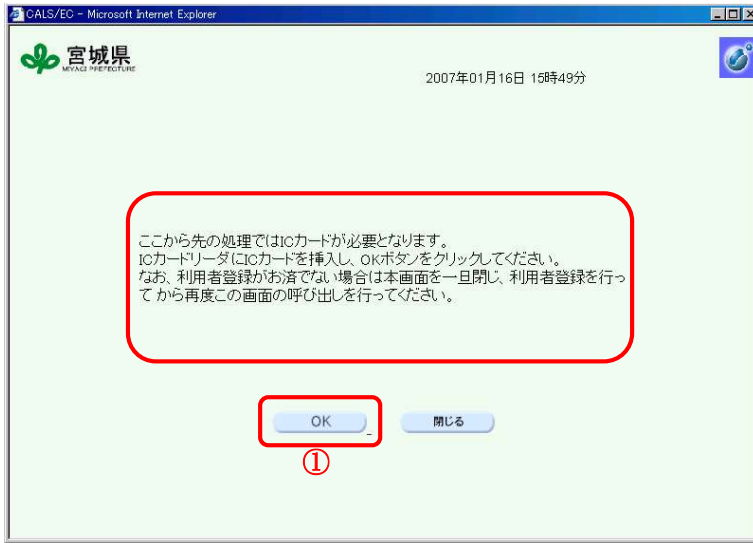 CALS/EC - Microsoft Internet Explorer
宮城県
MIYAGI PREFECTURE
2007年01月16日 15時49分
ここから先の処理ではICカードが必要となります。
ICカードリーダにICカードを挿入し、OKボタンをクリックしてください。
なお、利用者登録がお済でない場合は本画面を一旦閉じ、利用者登録を行っ
て から再度この画面の呼び出しを行ってください。
OK 閉じる
①